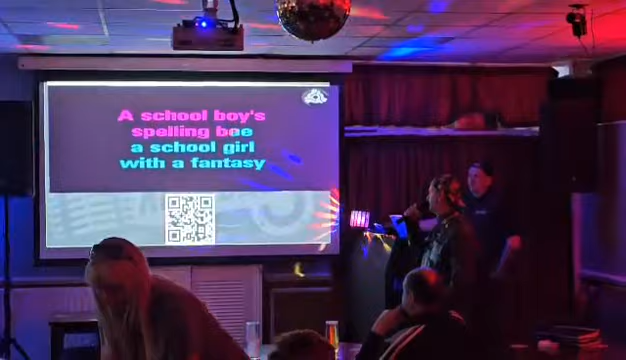 A school boy's
spelling bee
a school girl
with a fantasy